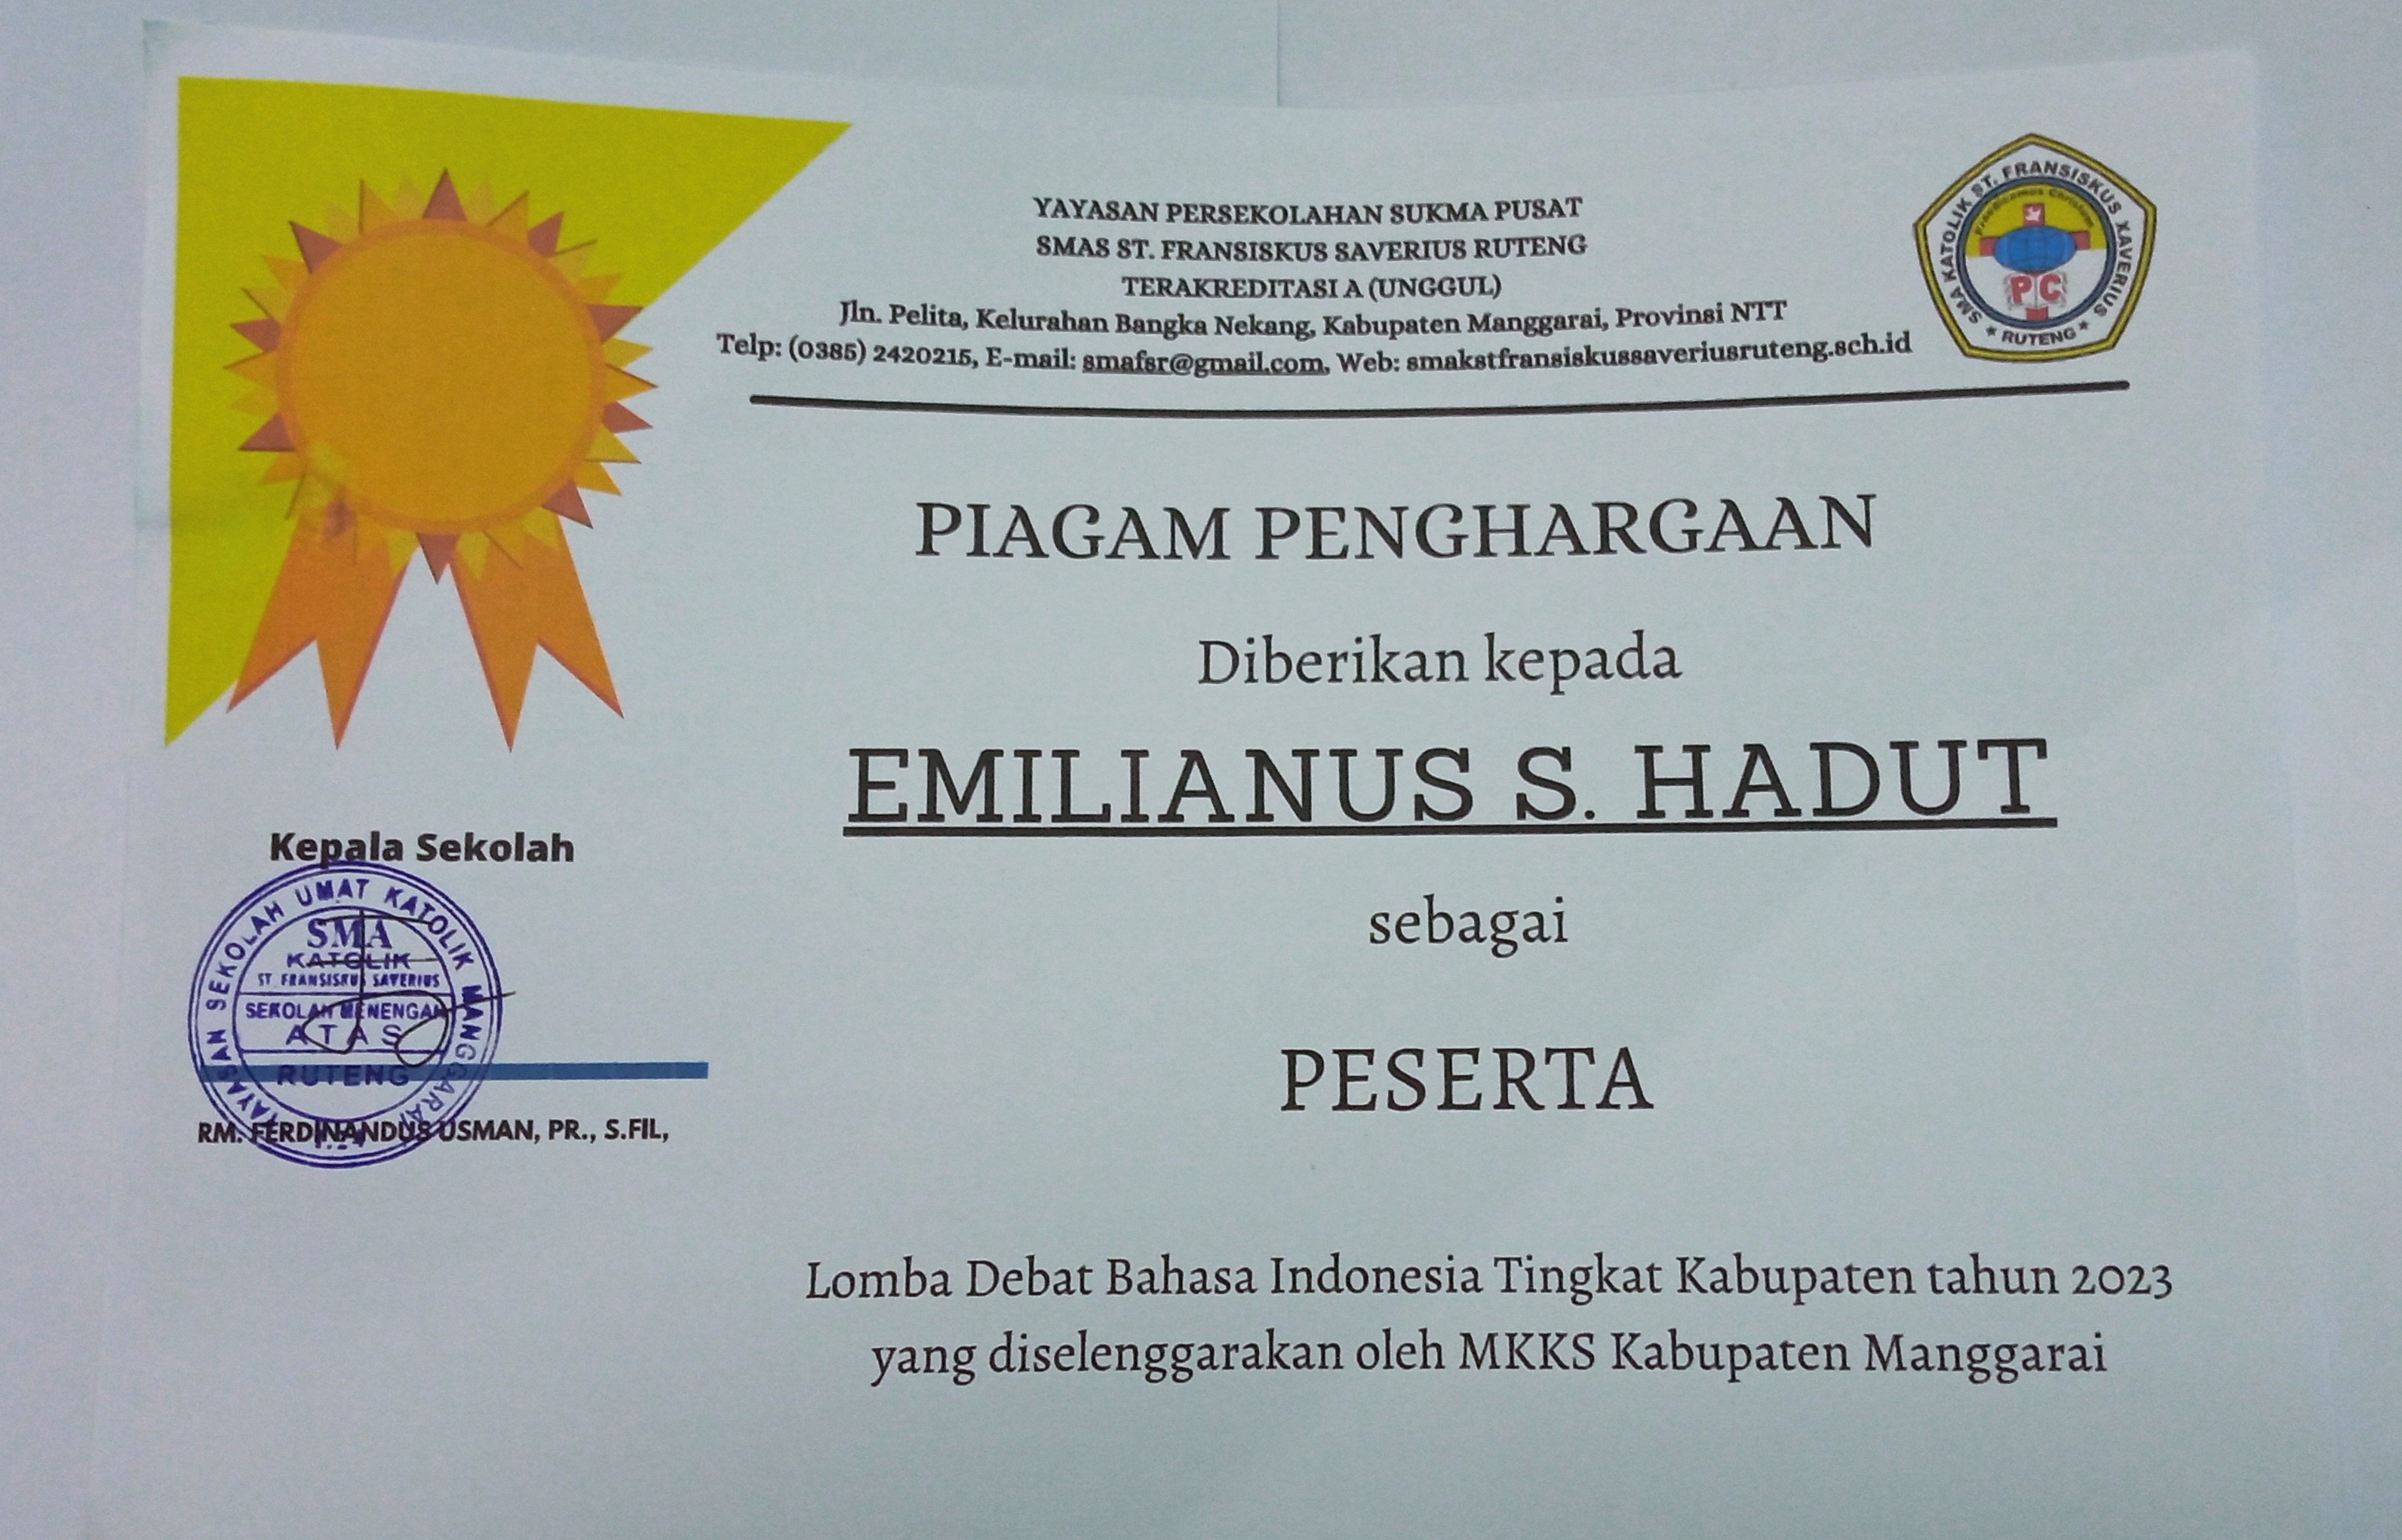 YAYASAN PERSEKOLAHAN SUKMA PUSAT
SMAS ST. FRANSISKUS SAVERIUS RUTENG
TERAKREDITASI A (UNGGUL)
Jln. Pelita, Kelurahan Bangka Nekang, Kabupaten Manggarai, Provinsi NTT
Telp: (0385) 2420215, E-mail: smafsr@gmail.com, Web: smakstfransiskussaveriusruteng.sch.id
SMA KATOLIK ST. FRANSISKUS XAVERIUS
Praedicamus Christum
PC
* RUTENG *
PIAGAM PENGHARGAAN
Diberikan kepada
EMILIANUS S. HADUT
sebagai
PESERTA
Lomba Debat Bahasa Indonesia Tingkat Kabupaten tahun 2023
yang diselenggarakan oleh MKKS Kabupaten Manggarai
Kepala Sekolah
YAYASAN SEKOLAH UMAT KATOLIK MANGGARAI
SMA
KATOLIK
ST FRANSISKUS SAVERIUS
SEKOLAH MENENGAH
ATAS
RUTENG
RM. FERDINANDUS USMAN, PR., S.FIL,